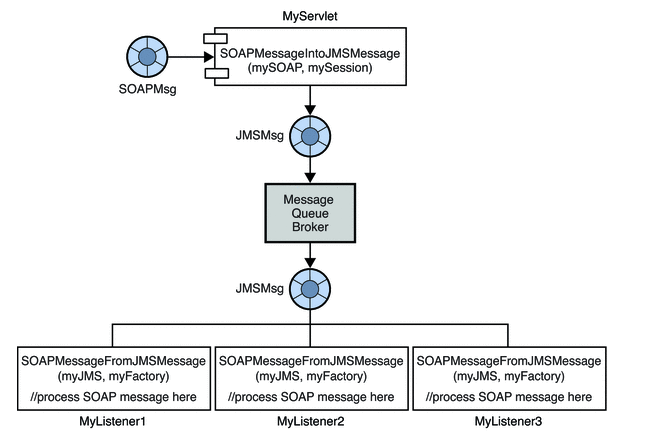 MyServlet
SOAPMessageIntoJMSMessage
(mySOAP, mySession)
SOAPMsg
JMSMsg
Message
Queue
Broker
JMSMsg
SOAPMessageFromJMSMessage
(myJMS, myFactory)
//process SOAP message here
MyListener1
SOAPMessageFromJMSMessage
(myJMS, myFactory)
//process SOAP message here
MyListener2
SOAPMessageFromJMSMessage
(myJMS, myFactory)
//process SOAP message here
MyListener3